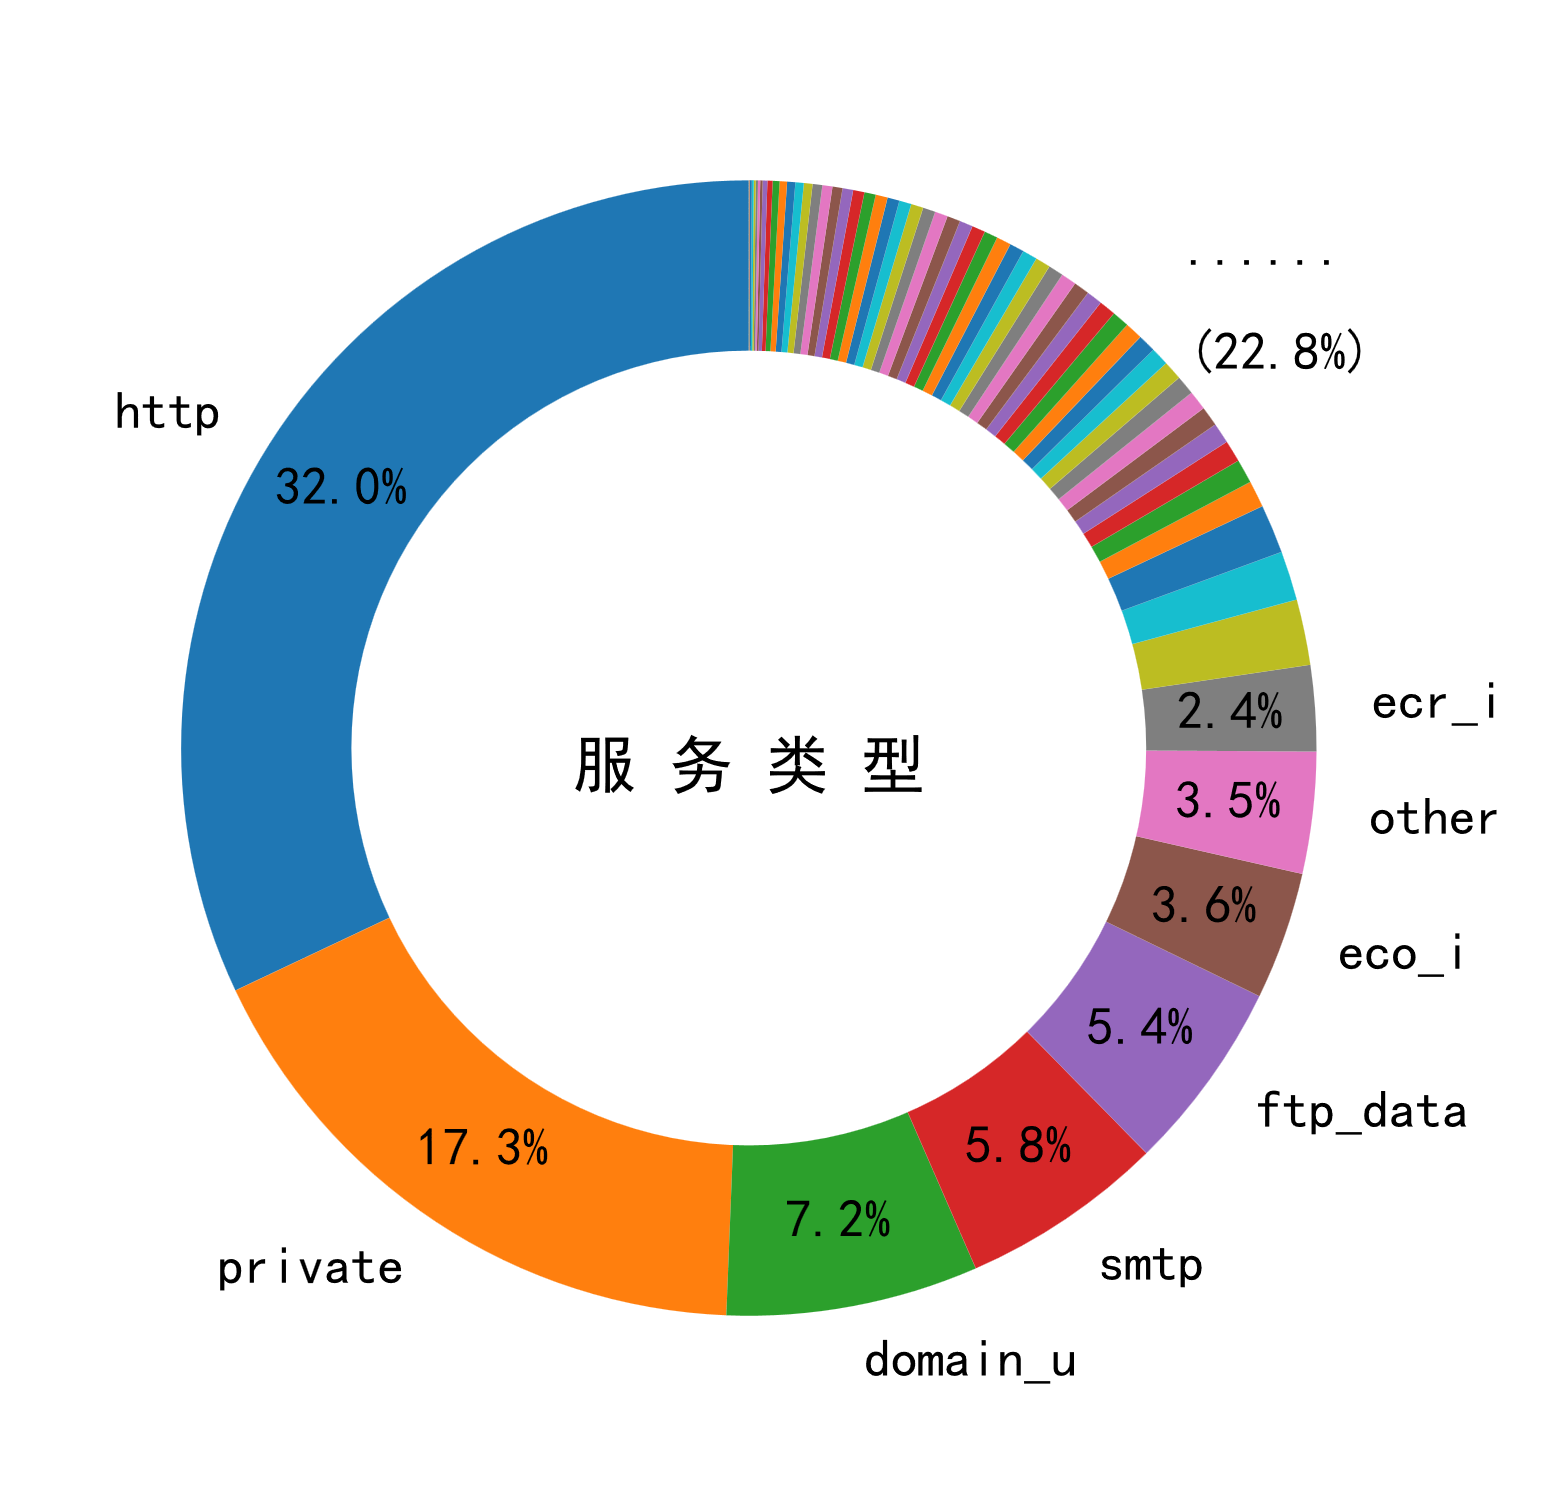 ......
(22.8%)
http
32.0%
ecr_i
2.4%
服务类型
other
3.5%
eco_i
3.6%
ftp_data
5.4%
smtp
5.8%
domain_u
7.2%
private
17.3%